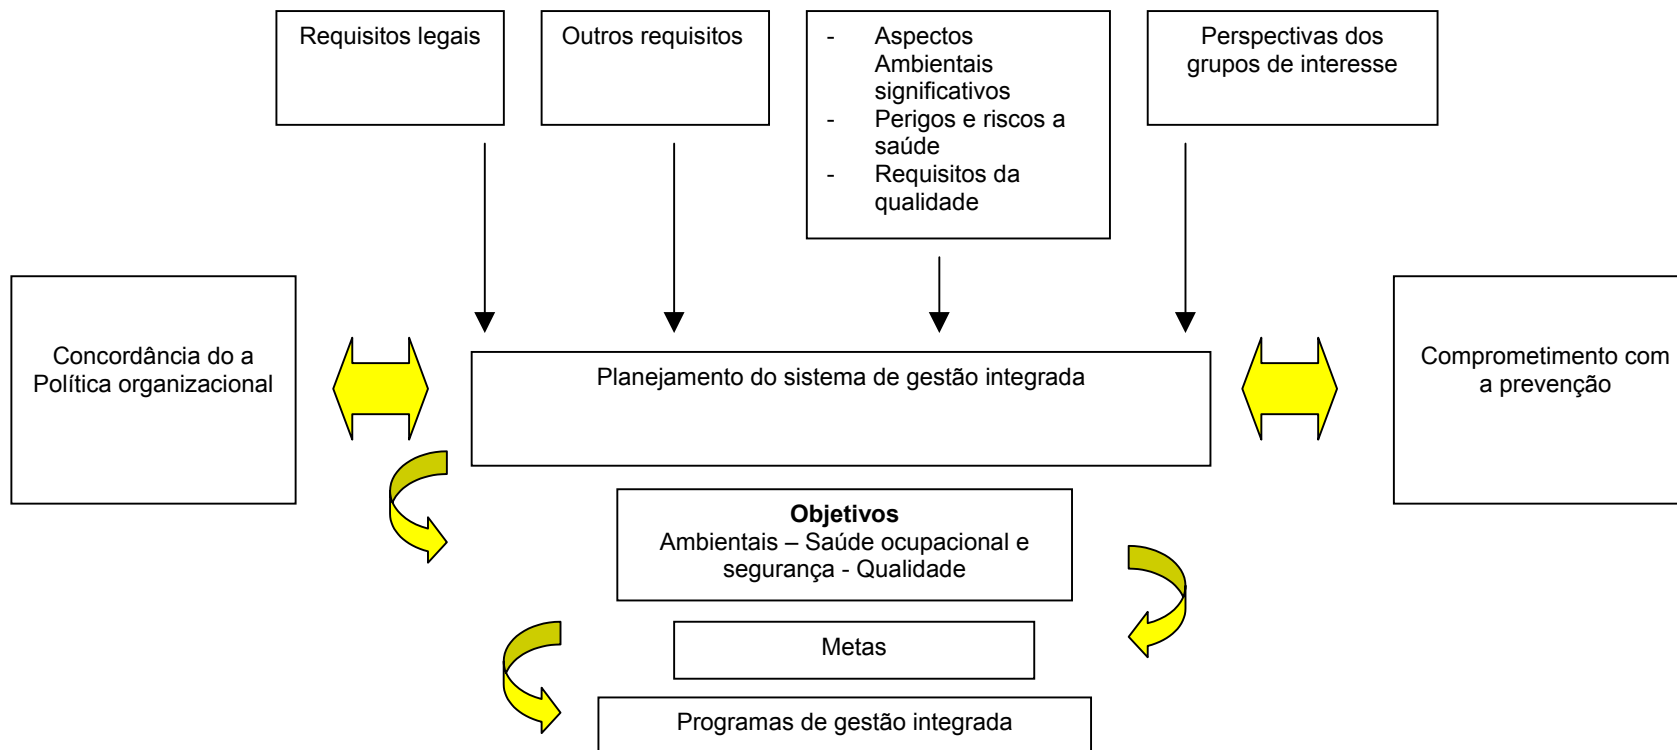 Requisitos legais
Outros requisitos
- Aspectos
Ambientais
significativos
- Perigos e riscos a
saúde
- Requisitos da
qualidade
Perspectivas dos
grupos de interesse
Concordância do a
Política organizacional
Planejamento do sistema de gestão integrada
Comprometimento com
a prevenção
Objetivos
Ambientais – Saúde ocupacional e
segurança - Qualidade
Metas
Programas de gestão integrada